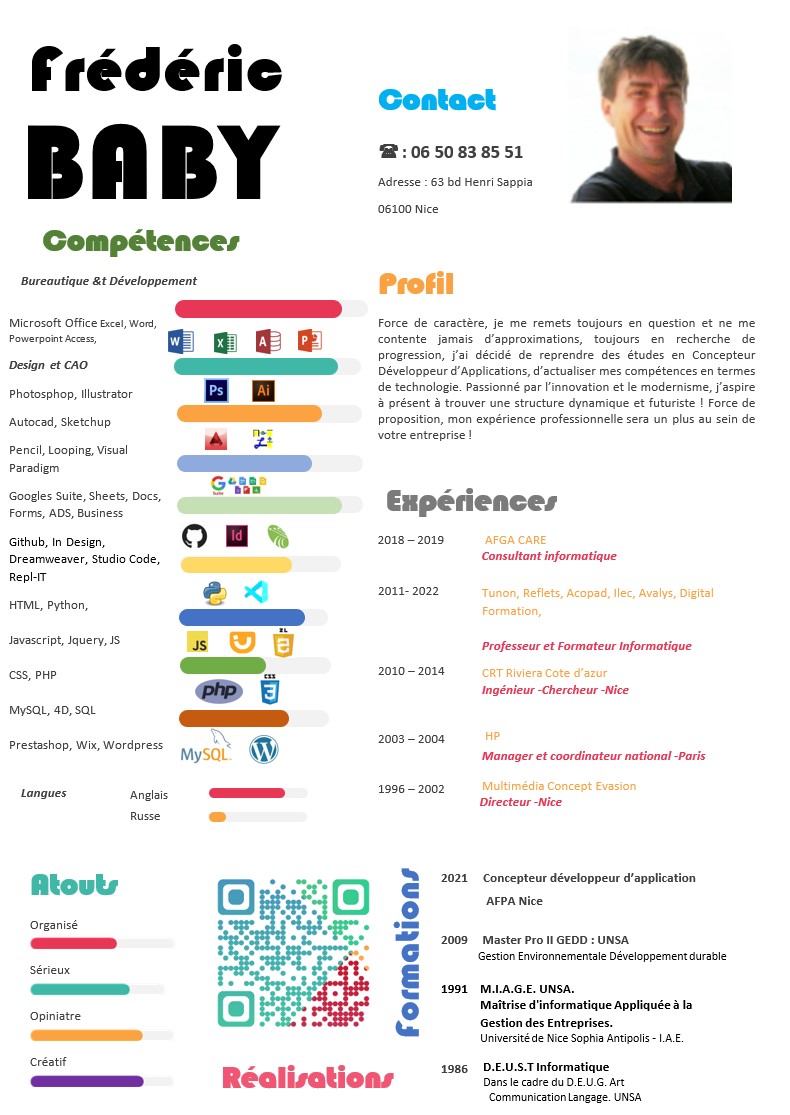 Frédéric
BABY
Contact
☎ : 06 50 83 85 51
Adresse : 63 bd Henri Sappia
06100 Nice
Compétences
Bureautique &t Développement
Microsoft Office Excel, Word,
Powerpoint Access,
Design et CAO
Photosphop, Illustrator
Ps
Ai
Autocad, Sketchup
Pencil, Looping, Visual
Paradigm
Googles Suite, Sheets, Docs,
Forms, ADS, Business
Github, In Design,
Dreamweaver, Studio Code,
Repl-IT
Id
HTML, Python,
Javascript, Jquery, JS
JS
CSS, PHP
php
CSS
MySQL, 4D, SQL
Prestashop, Wix, Wordpress
MySQL
Langues
Anglais
Russe
Profil
Force de caractère, je me remets toujours en question et ne me
contente jamais d’approximations, toujours en recherche de
progression, j’ai décidé de reprendre des études en Concepteur
Développeur d’Applications, d’actualiser mes compétences en termes
de technologie. Passionné par l’innovation et le modernisme, j’aspire
à présent à trouver une structure dynamique et futuriste ! Force de
proposition, mon expérience professionnelle sera un plus au sein de
votre entreprise !
Expériences
2018 – 2019 AFGA CARE
Consultant informatique
2011- 2022 Tunon, Reflets, Acopad, Ilec, Avalys, Digital
Formation,
Professeur et Formateur Informatique
2010 – 2014 CRT Riviera Cote d’azur
Ingénieur -Chercheur -Nice
2003 – 2004 HP
Manager et coordinateur national -Paris
1996 – 2002 Multimédia Concept Evasion
Directeur -Nice
Atouts
Organisé
Sérieux
Opiniatre
Créatif
Réalisations
Formations
2021 Concepteur développeur d’application
AFPA Nice
2009 Master Pro II GEDD : UNSA
Gestion Environnementale Développement durable
1991 M.I.A.G.E. UNSA.
Maîtrise d'informatique Appliquée à la
Gestion des Entreprises.
Université de Nice Sophia Antipolis - I.A.E.
1986 D.E.U.S.T Informatique
Dans le cadre du D.E.U.G. Art
Communication Langage. UNSA